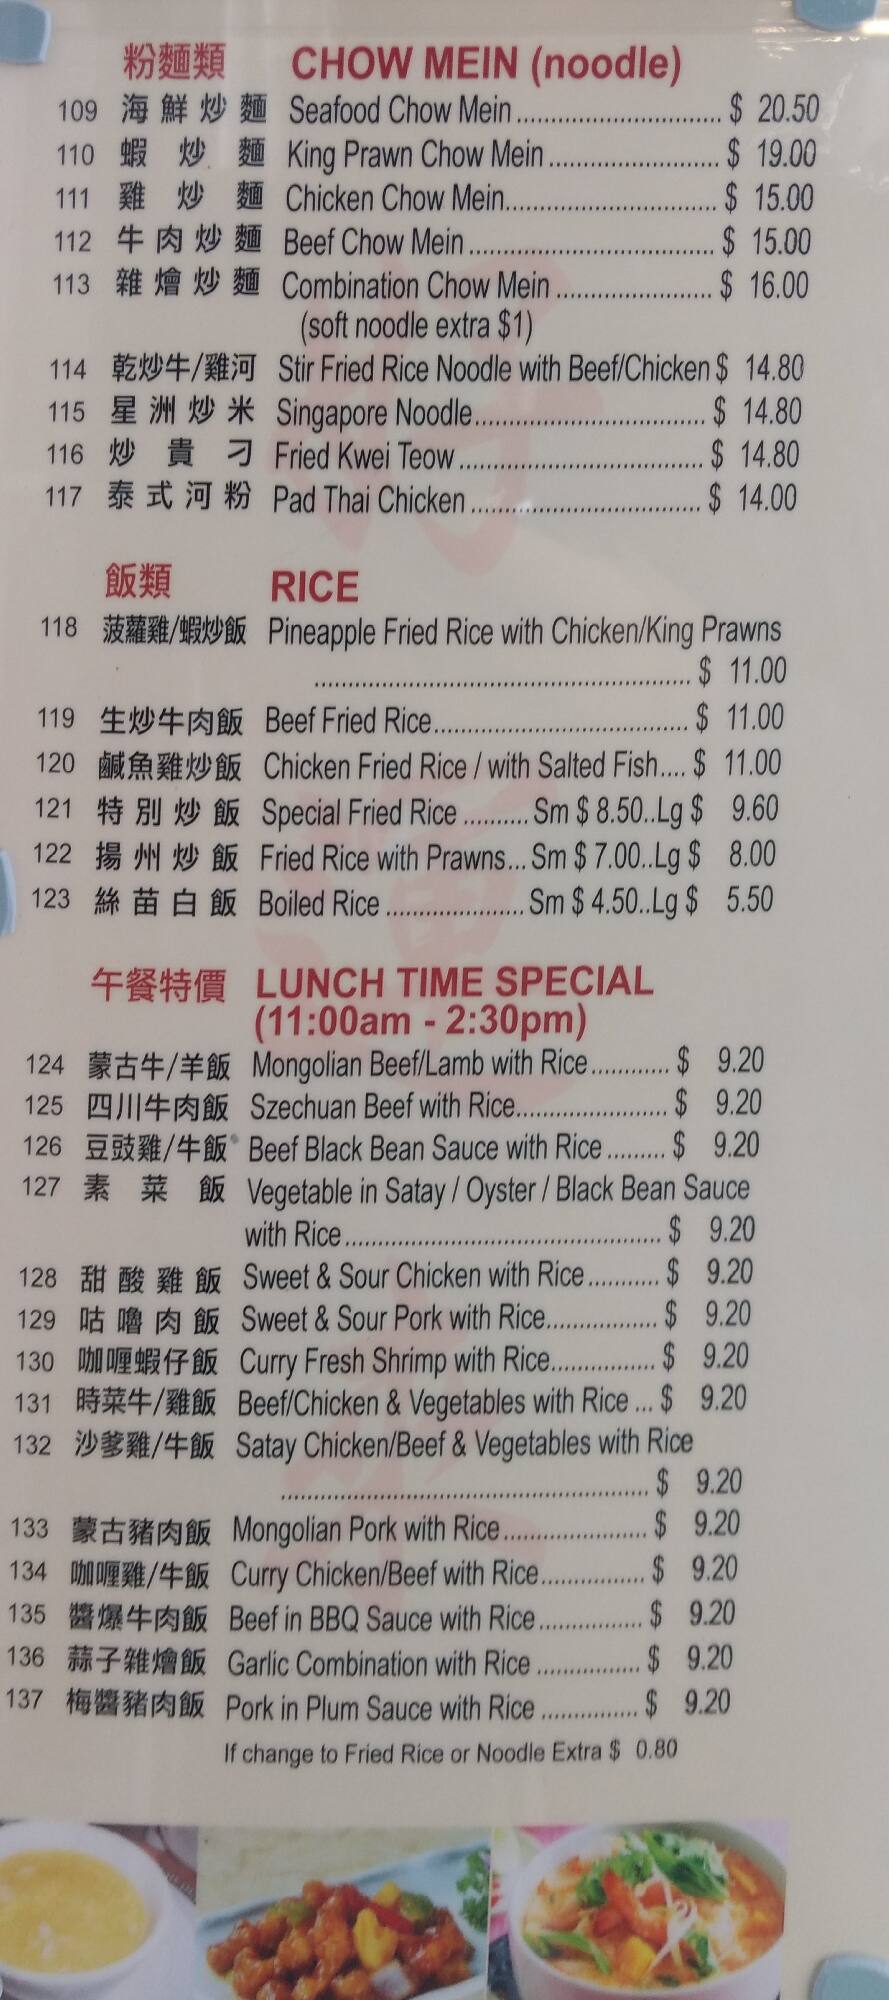 粉麵類 CHOW MEIN (noodle)
109 海鮮炒麵 Seafood Chow Mein.............................. $ 20.50
110 蝦炒麵 King Prawn Chow Mein......................... $ 19.00
111 雞炒麵 Chicken Chow Mein............................... $ 15.00
112 牛肉炒麵 Beef Chow Mein.................................... $ 15.00
113 雜燴炒麵 Combination Chow Mein....................... $ 16.00
(soft noodle extra $1)
114 乾炒牛/雞河 Stir Fried Rice Noodle with Beef/Chicken $ 14.80
115 星洲炒米 Singapore Noodle.................................. $ 14.80
116 炒貴刁 Fried Kwei Teow.................................... $ 14.80
117 泰式河粉 Pad Thai Chicken.................................. $ 14.00
飯類 RICE
118 菠蘿雞/蝦炒飯 Pineapple Fried Rice with Chicken/King Prawns
........................................................ $ 11.00
119 生炒牛肉飯 Beef Fried Rice...................................... $ 11.00
120 鹹魚雞炒飯 Chicken Fried Rice / with Salted Fish.... $ 11.00
121 特別炒飯 Special Fried Rice .......... Sm $ 8.50..Lg $ 9.60
122 揚州炒飯 Fried Rice with Prawns... Sm $ 7.00..Lg $ 8.00
123 絲苗白飯 Boiled Rice ..................... Sm $ 4.50..Lg $ 5.50
午餐特價 LUNCH TIME SPECIAL
(11:00am - 2:30pm)
124 蒙古牛/羊飯 Mongolian Beef/Lamb with Rice............ $ 9.20
125 四川牛肉飯 Szechuan Beef with Rice....................... $ 9.20
126 豆豉雞/牛飯 Beef Black Bean Sauce with Rice ......... $ 9.20
127 素菜飯 Vegetable in Satay / Oyster / Black Bean Sauce
with Rice............................................... $ 9.20
128 甜酸雞飯 Sweet & Sour Chicken with Rice........... $ 9.20
129 咕嚕肉飯 Sweet & Sour Pork with Rice................. $ 9.20
130 咖喱蝦仔飯 Curry Fresh Shrimp with Rice................ $ 9.20
131 時菜牛/雞飯 Beef/Chicken & Vegetables with Rice ... $ 9.20
132 沙爹雞/牛飯 Satay Chicken/Beef & Vegetables with Rice
....................................................... $ 9.20
133 蒙古豬肉飯 Mongolian Pork with Rice...................... $ 9.20
134 咖喱雞/牛飯 Curry Chicken/Beef with Rice................ $ 9.20
135 醬爆牛肉飯 Beef in BBQ Sauce with Rice................ $ 9.20
136 蒜子雜燴飯 Garlic Combination with Rice ................ $ 9.20
137 梅醬豬肉飯 Pork in Plum Sauce with Rice ............... $ 9.20
If change to Fried Rice or Noodle Extra $ 0.80